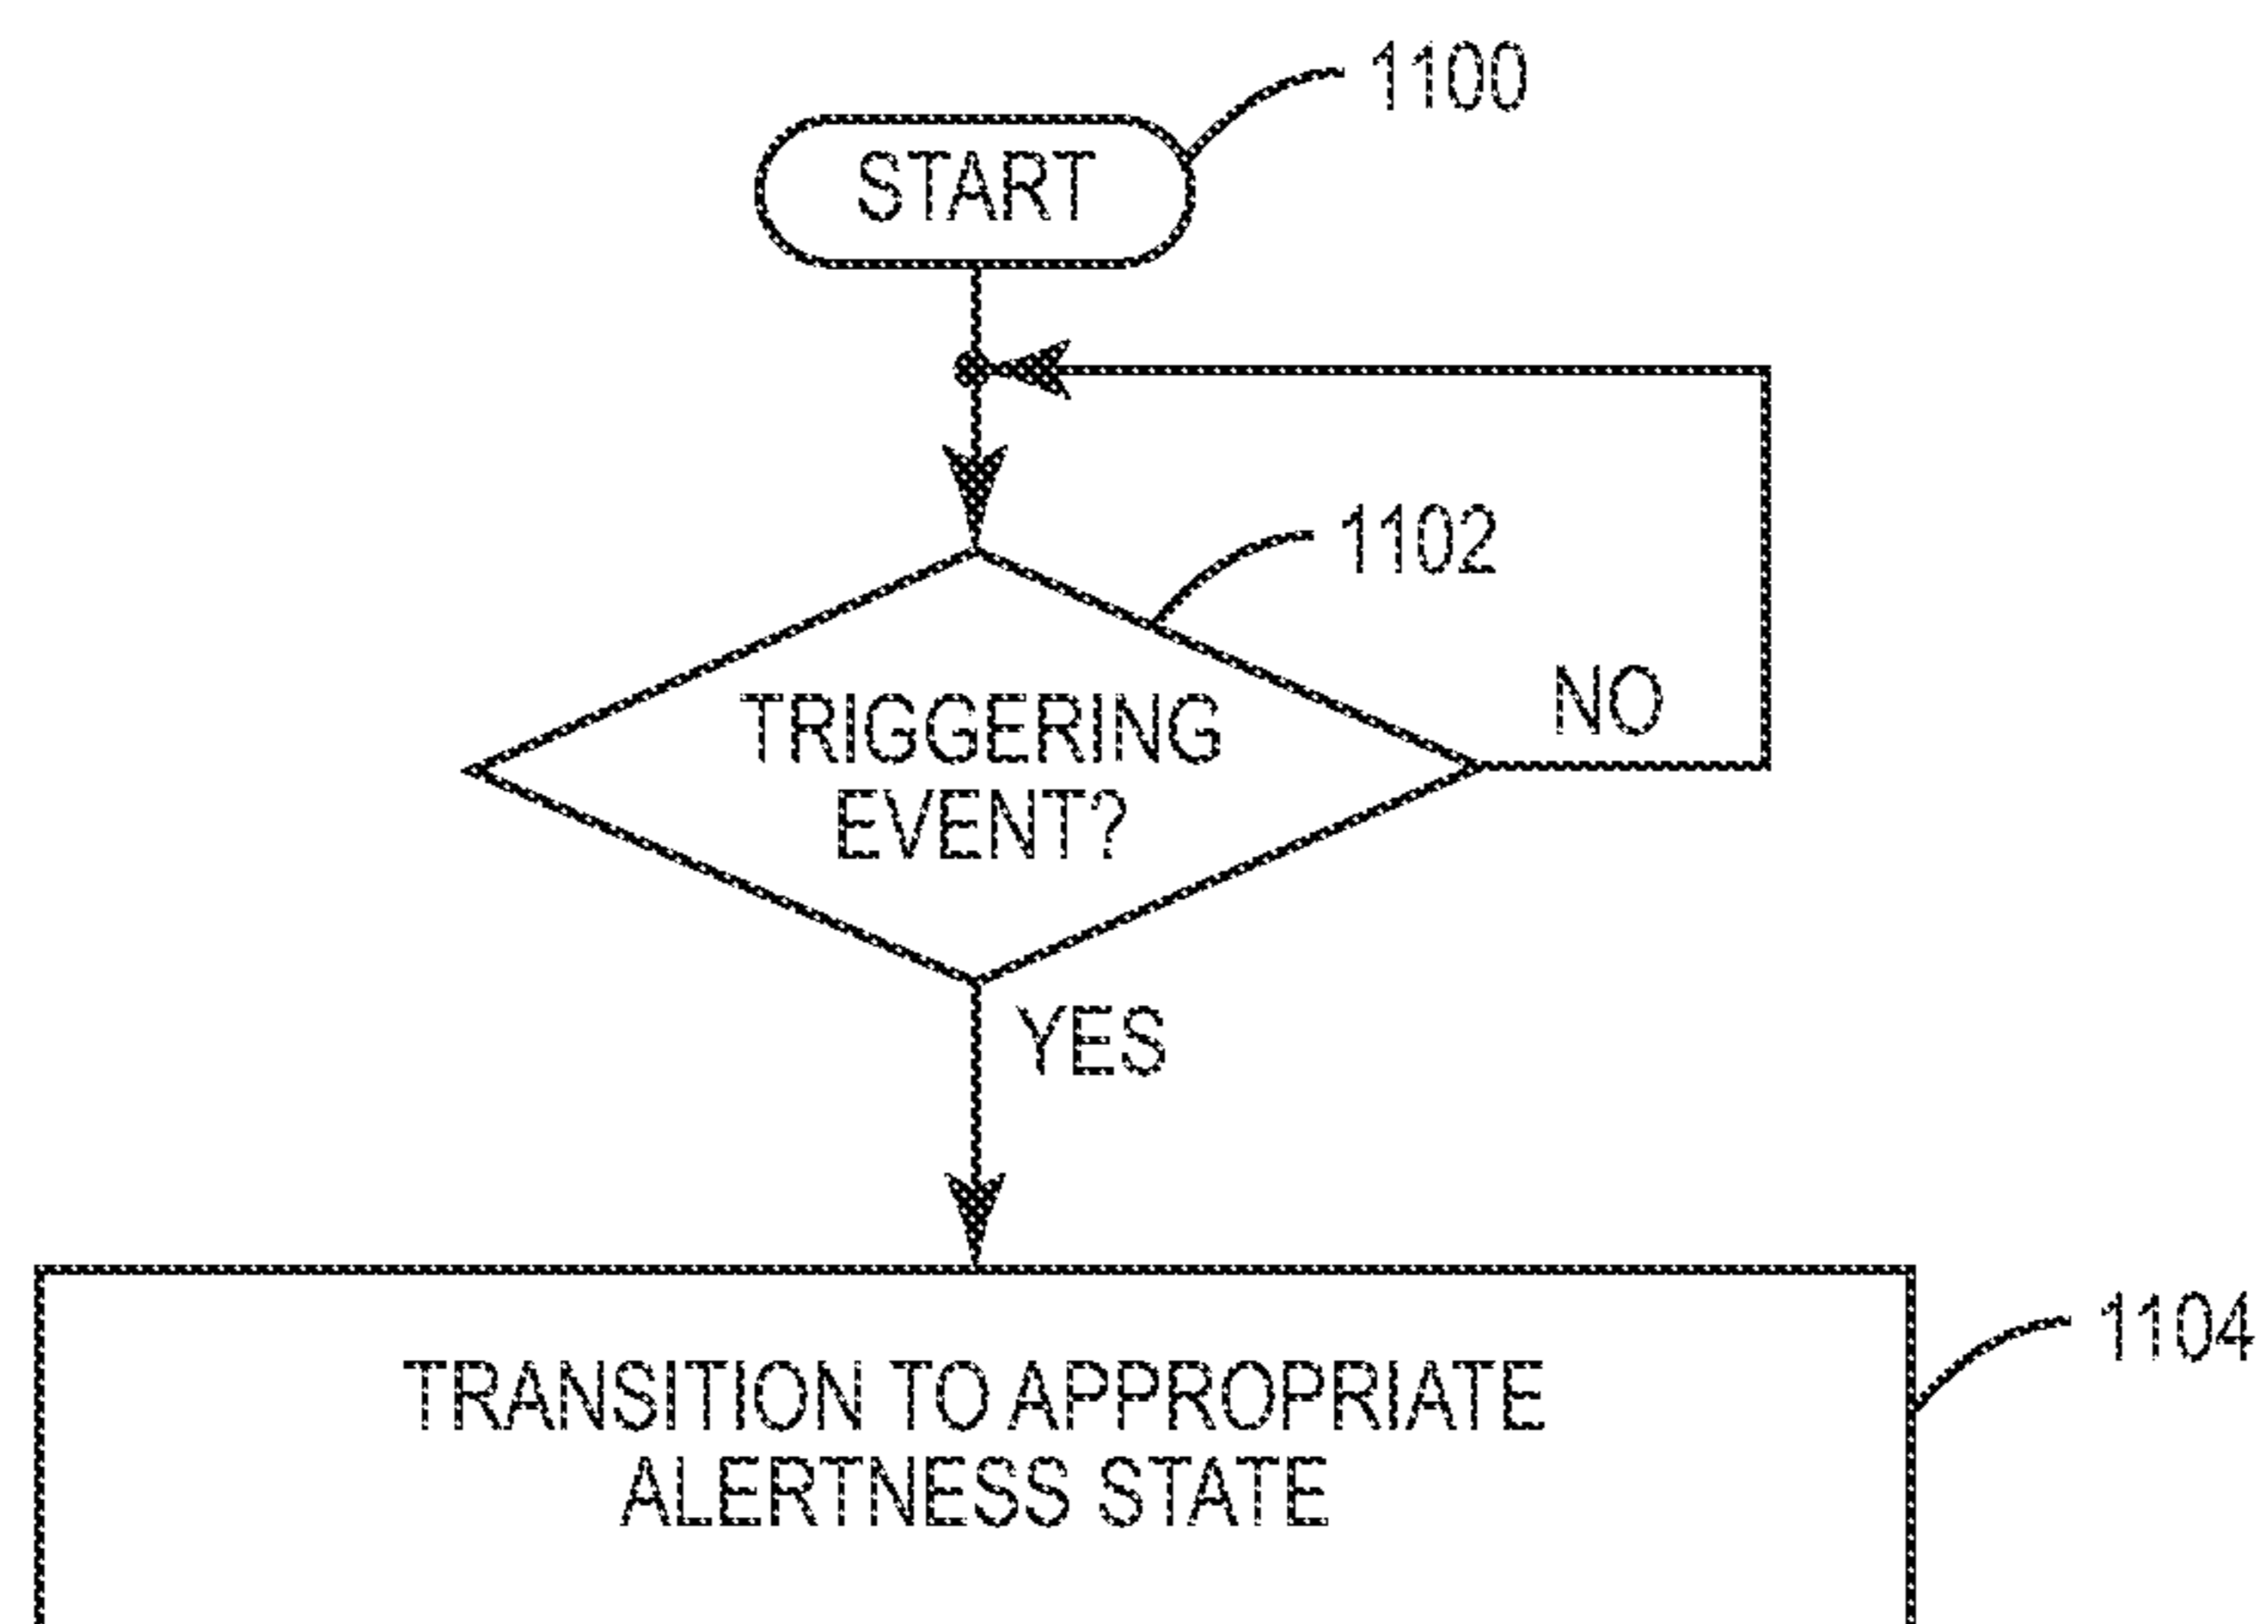 1100
START
1102
NO
TRIGGERING
EVENT?
YES
1104
TRANSITION TO APPROPRIATE
ALERTNESS STATE